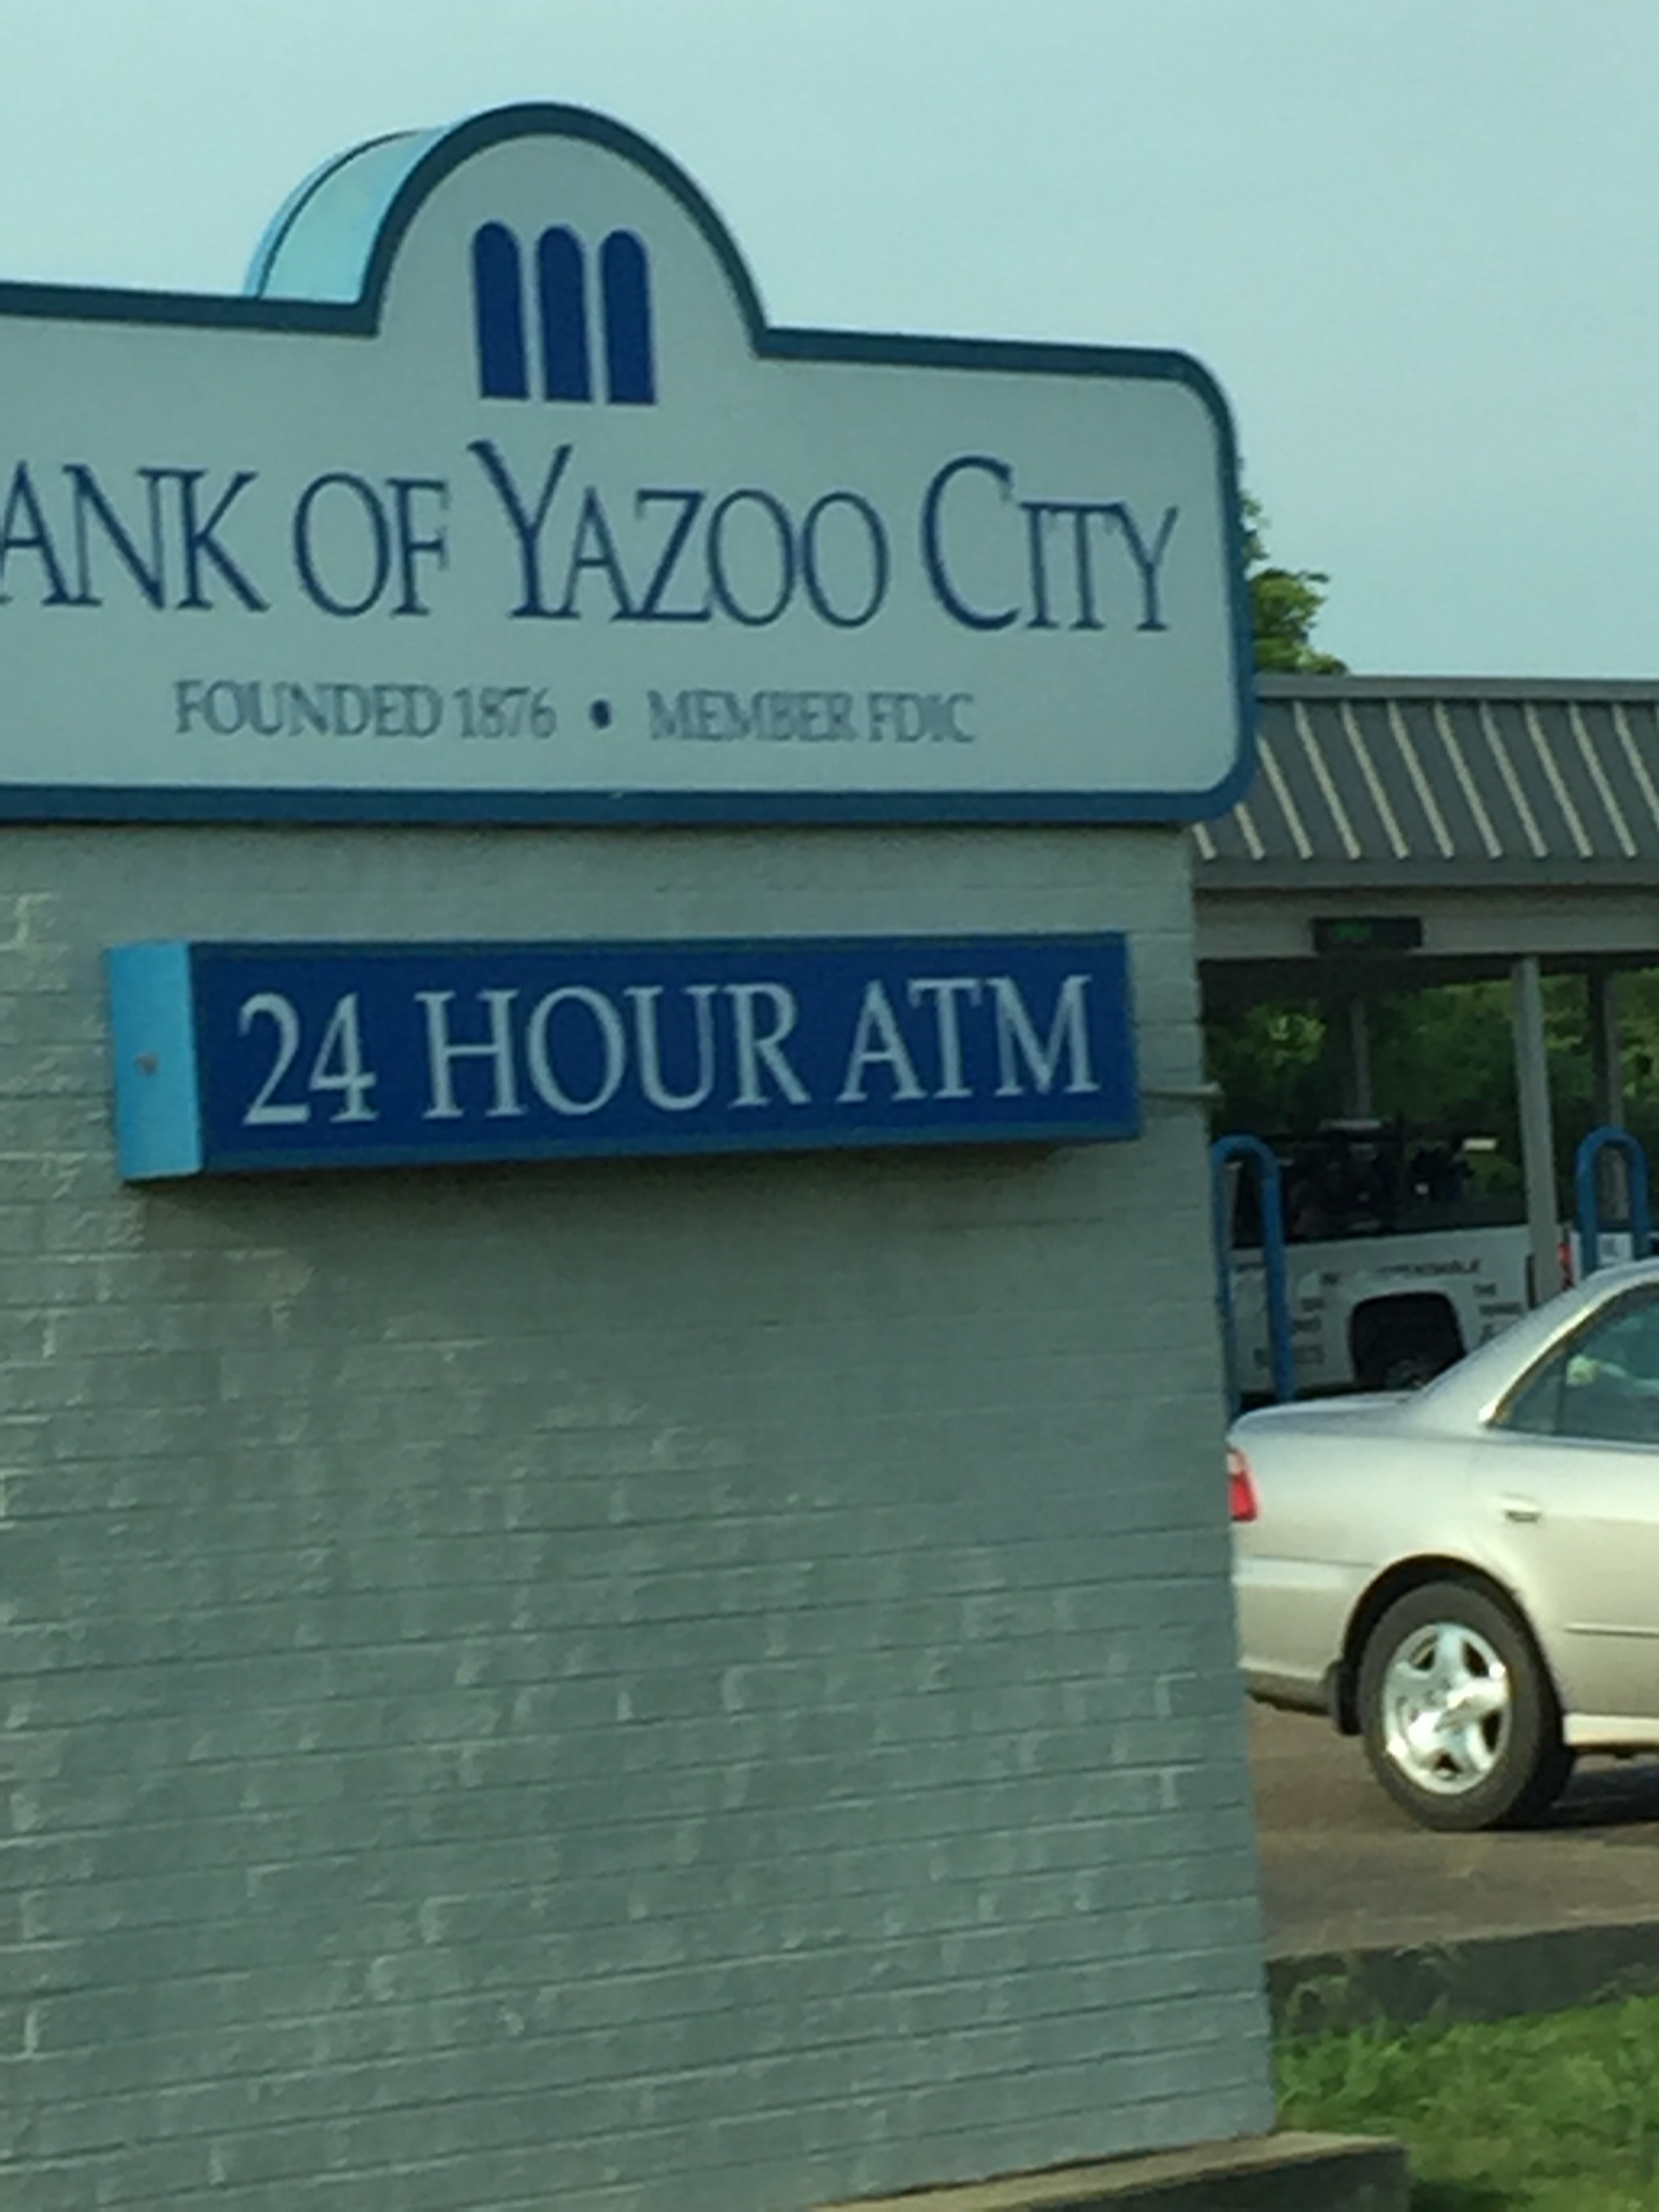 ANK OF YAZOO CITY
FOUNDED 1876 • MEMBER FDIC
24 HOUR ATM